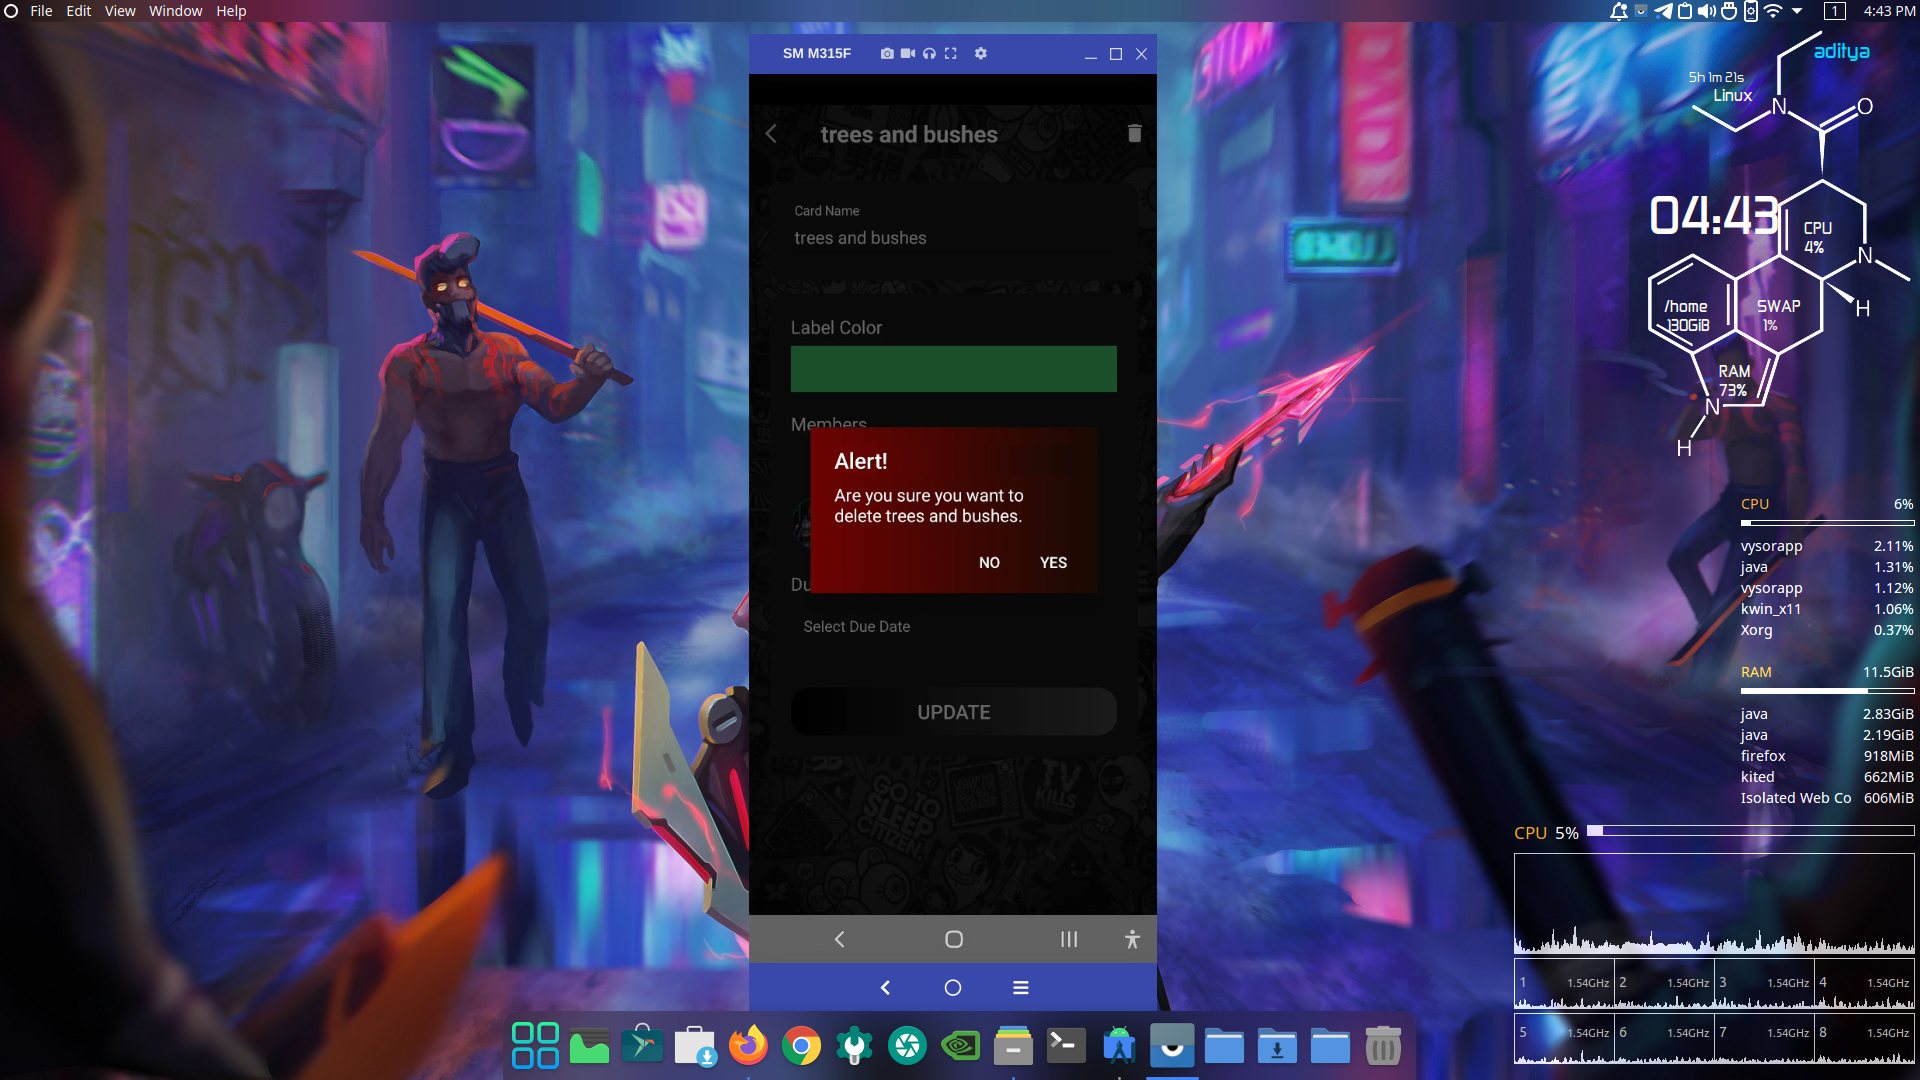 File Edit View Window Help
1 4:43 PM
SM M315F
trees and bushes
Card Name
trees and bushes
Label Color
Members
Alert!
Are you sure you want to
delete trees and bushes.
NO YES
Du
Select Due Date
UPDATE
GO TO
SLEEP
CITIZEN.
TV
KILLS
aditya
5h 1m 21s
Linux
N
O
04:43
CPU
4%
N
/home
130GiB
SWAP
1%
H
RAM
73%
N
H
CPU 6%
vysorapp 2.11%
java 1.31%
vysorapp 1.12%
kwin_x11 1.06%
Xorg 0.37%
RAM 11.5GiB
java 2.83GiB
java 2.19GiB
firefox 918MiB
kited 662MiB
Isolated Web Co 606MiB
CPU 5%
1 1.54GHz 2 1.54GHz 3 1.54GHz 4 1.54GHz
5 1.54GHz 6 1.54GHz 7 1.54GHz 8 1.54GHz